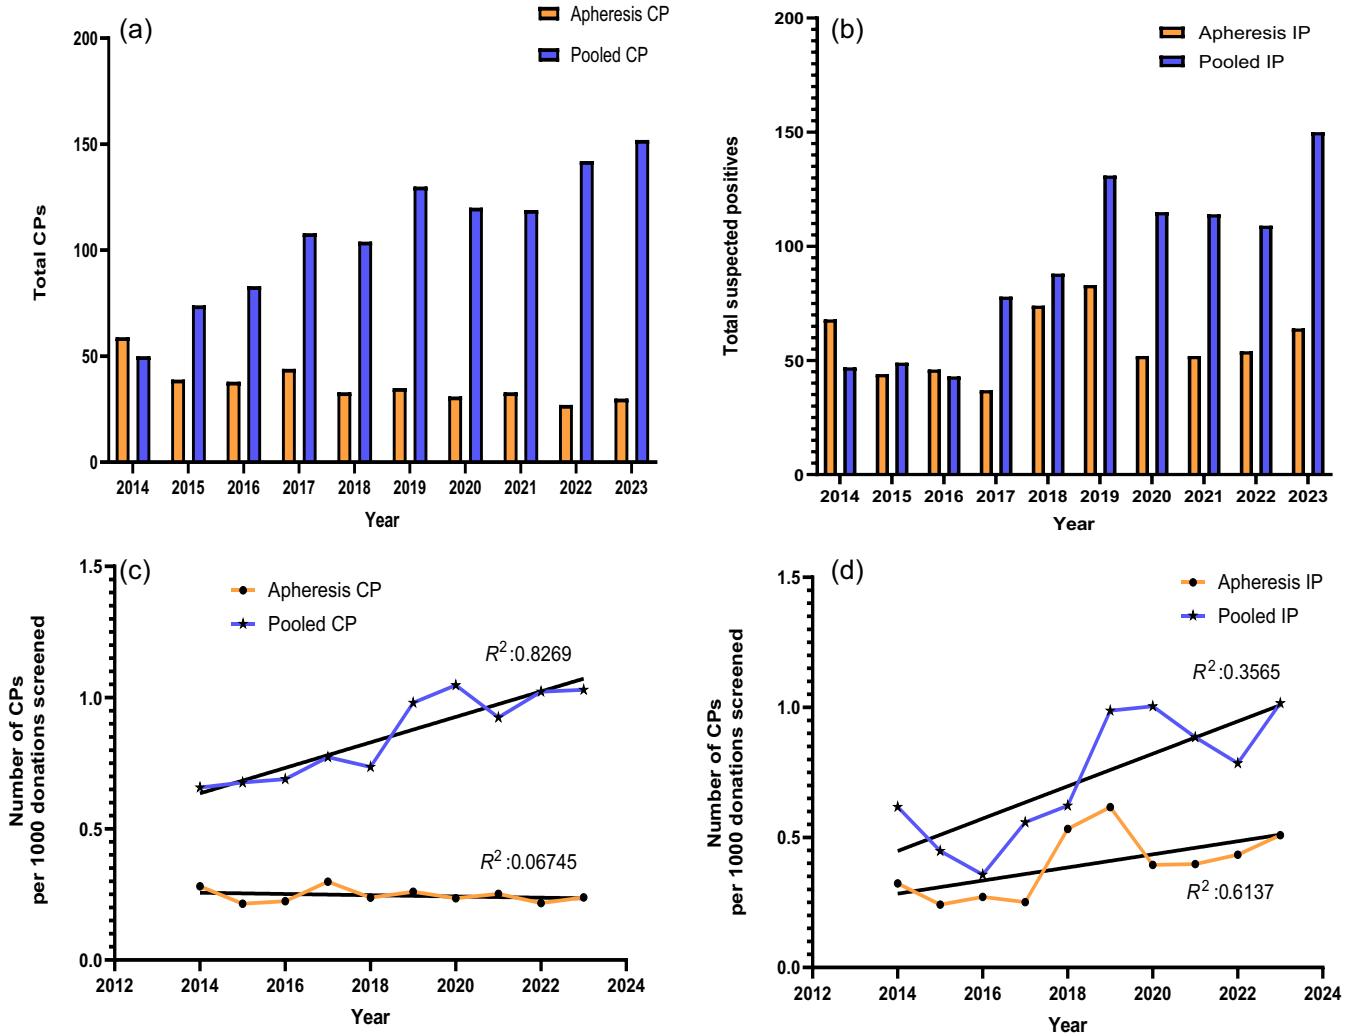 (a)
Apheresis CP
Pooled CP
Total CPs
200
150
100
50
0
2014 2015 2016 2017 2018 2019 2020 2021 2022 2023
Year
(b)
Apheresis IP
Pooled IP
Total suspected positives
200
150
100
50
0
2014 2015 2016 2017 2018 2019 2020 2021 2022 2023
Year
(c)
Apheresis CP
Pooled CP
Number of CPs
per 1000 donations screened
1.5
1.0
0.5
0.0
R²:0.8269
R²:0.06745
2012 2014 2016 2018 2020 2022 2024
Year
(d)
Apheresis IP
Pooled IP
Number of CPs
per 1000 donations screened
1.5
1.0
0.5
0.0
R²:0.3565
R²:0.6137
2012 2014 2016 2018 2020 2022 2024
Year